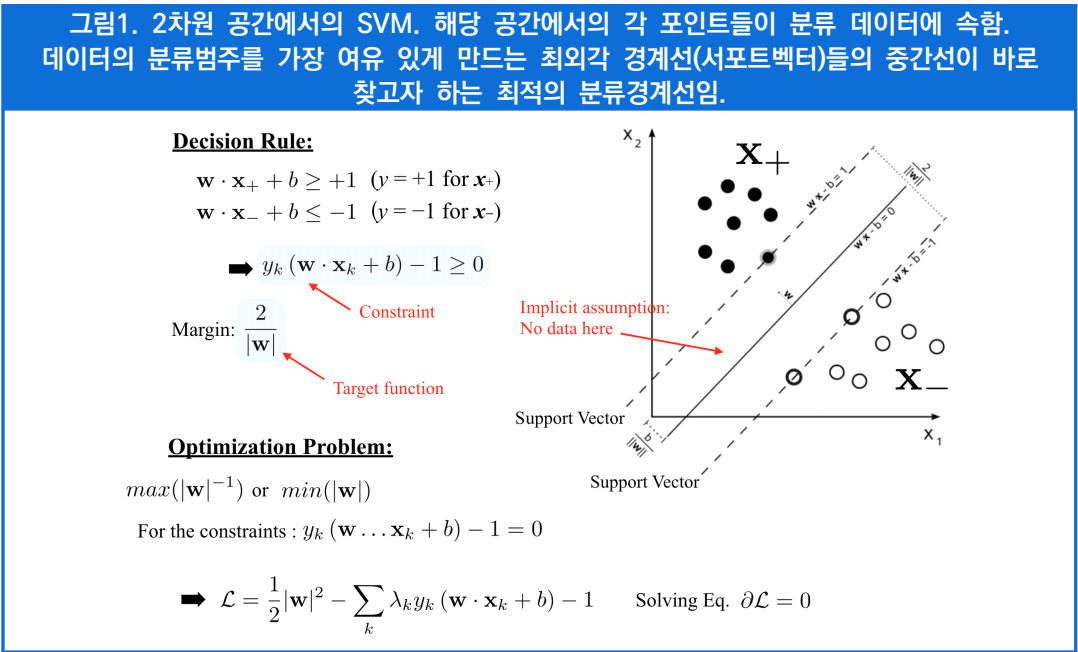 그림1. 2차원 공간에서의 SVM. 해당 공간에서의 각 포인트들이 분류 데이터에 속함.
데이터의 분류범주를 가장 여유 있게 만드는 최외각 경계선(서포트벡터)들의 중간선이 바로
찾고자 하는 최적의 분류경계선임.
Decision Rule:
w · x₊ + b ≥ +1 (y = +1 for x₊)
w · x₋ + b ≤ −1 (y = −1 for x₋)
➡ yₖ (w · xₖ + b) − 1 ≥ 0
Constraint
Margin: 2/|w|
Target function
X₂
x₊
w x - b = 1
2/||w||
w x - b = 0
w x - b = -1
w
Implicit assumption:
No data here
x₋
Support Vector
X₁
b/||w||
Support Vector
Optimization Problem:
max(|w|⁻¹) or min(|w|)
For the constraints : yₖ (w . . . xₖ + b) − 1 = 0
➡ ℒ = 1/2|w|² − ∑ₖ λₖyₖ (w · xₖ + b) − 1 Solving Eq. ∂ℒ = 0